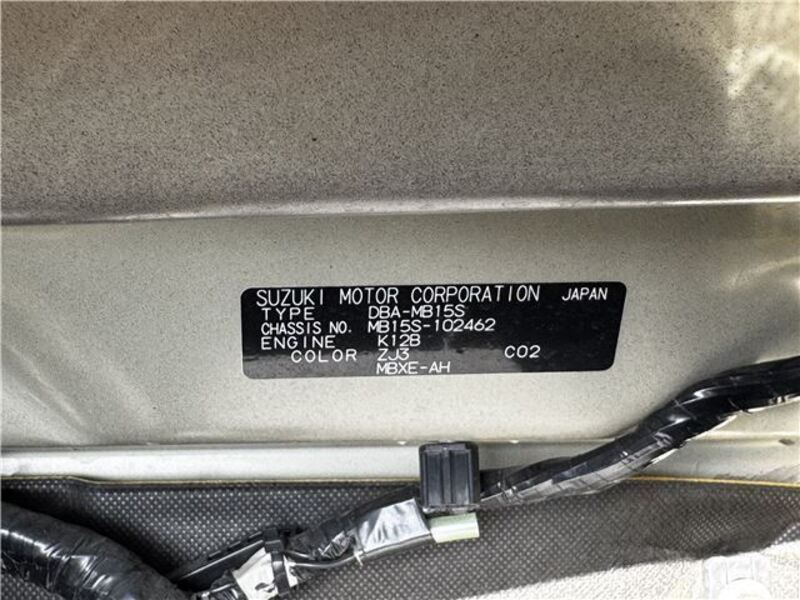 SUZUKI MOTOR CORPORATION JAPAN
TYPE DBA-MB15S
CHASSIS NO. MB15S-102462
ENGINE K12B
COLOR ZJ3 C02
MBXE-AH